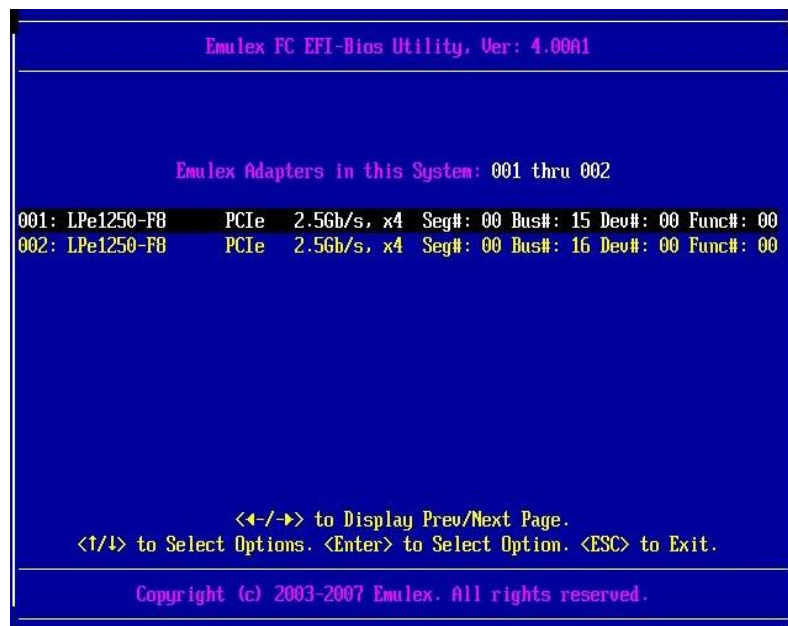 Emulex FC EFI-Bios Utility, Ver: 4.00A1
Emulex Adapters in this System: 001 thru 002
001: LPe1250-F8 PCIe 2.5Gb/s, x4 Seg#: 00 Bus#: 15 Dev#: 00 Func#: 00
002: LPe1250-F8 PCIe 2.5Gb/s, x4 Seg#: 00 Bus#: 16 Dev#: 00 Func#: 00
<◄-/-►> to Display Prev/Next Page.
<↑/↓> to Select Options. <Enter> to Select Option. <ESC> to Exit.
Copyright (c) 2003-2007 Emulex. All rights reserved.